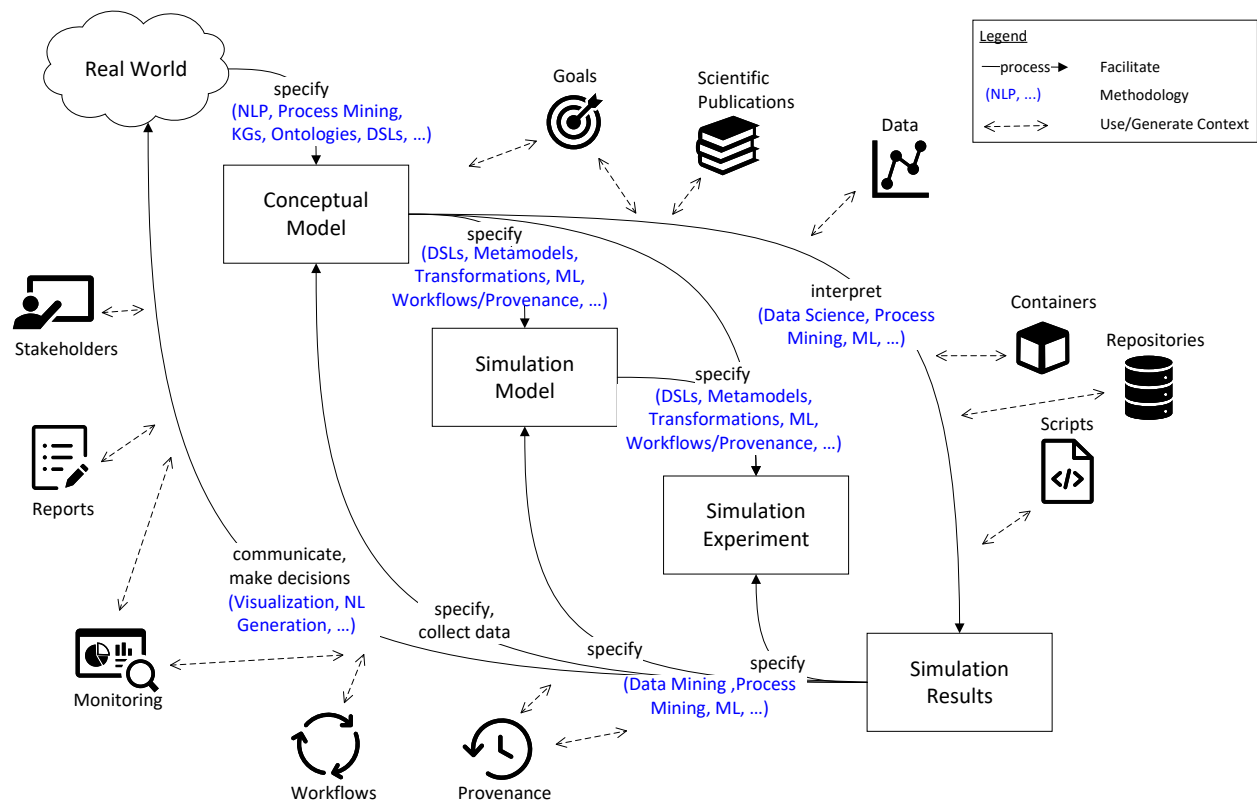 Real World
specify
(NLP, Process Mining,
KGs, Ontologies, DSLs, ...)
Goals
Scientific
Publications
Data
Legend
process
Facilitate
(NLP, ...)
Methodology
Use/Generate Context
Conceptual
Model
specify
(DSLs, Metamodels,
Transformations, ML,
Workflows/Provenance, ...)
interpret
(Data Science, Process
Mining, ML, ...)
Containers
Repositories
Scripts
Stakeholders
Simulation
Model
specify
(DSLs, Metamodels,
Transformations, ML,
Workflows/Provenance, ...)
Reports
Simulation
Experiment
communicate,
make decisions
(Visualization, NL
Generation, ...)
specify,
collect data
specify
specify
(Data Mining ,Process
Mining, ML, ...)
Simulation
Results
Monitoring
Workflows
Provenance